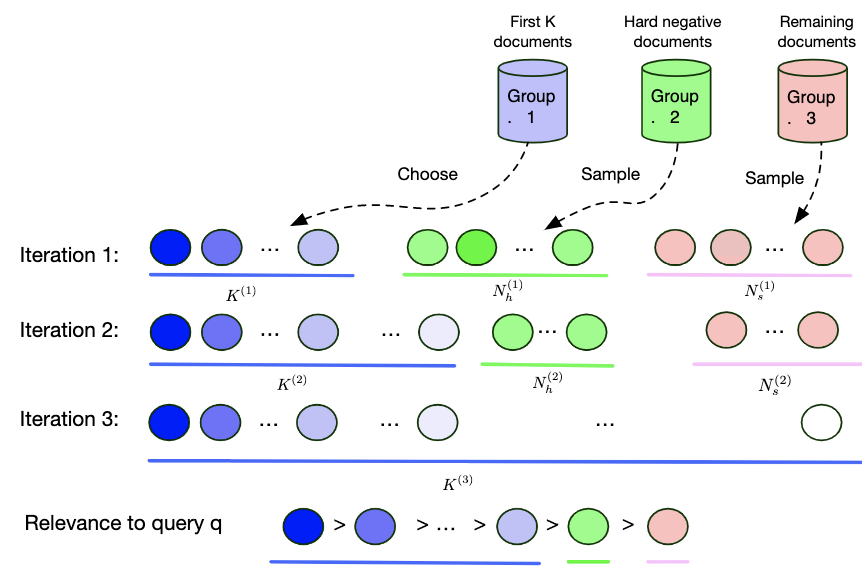 First K
documents
Hard negative
documents
Remaining
documents
Group
. 1
Group
. 2
Group
. 3
Choose
Sample
Sample
Iteration 1:
...
...
...
K^{(1)}
N_h^{(1)}
N_s^{(1)}
Iteration 2:
...
...
...
...
K^{(2)}
N_h^{(2)}
N_s^{(2)}
Iteration 3:
...
...
...
K^{(3)}
Relevance to query q
> > ... > > >